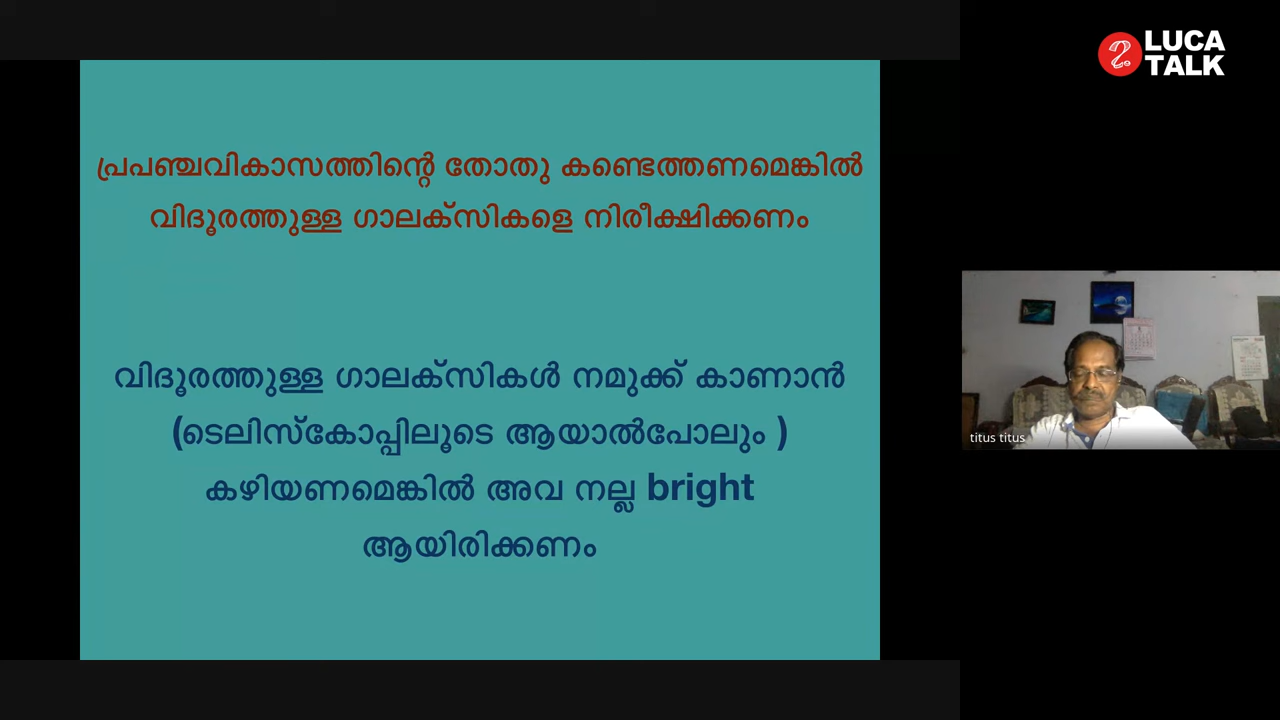 പ്രപഞ്ചവികാസത്തിന്റെ തോതു കണ്ടെത്തണമെങ്കിൽ
വിദൂരത്തുള്ള ഗാലക്സികളെ നിരീക്ഷിക്കണം
വിദൂരത്തുള്ള ഗാലക്സികൾ നമുക്ക് കാണാൻ
(ടെലിസ്കോപ്പിലൂടെ ആയാൽപോലും )
കഴിയണമെങ്കിൽ അവ നല്ല bright
ആയിരിക്കണം
LUCA
TALK
titus titus